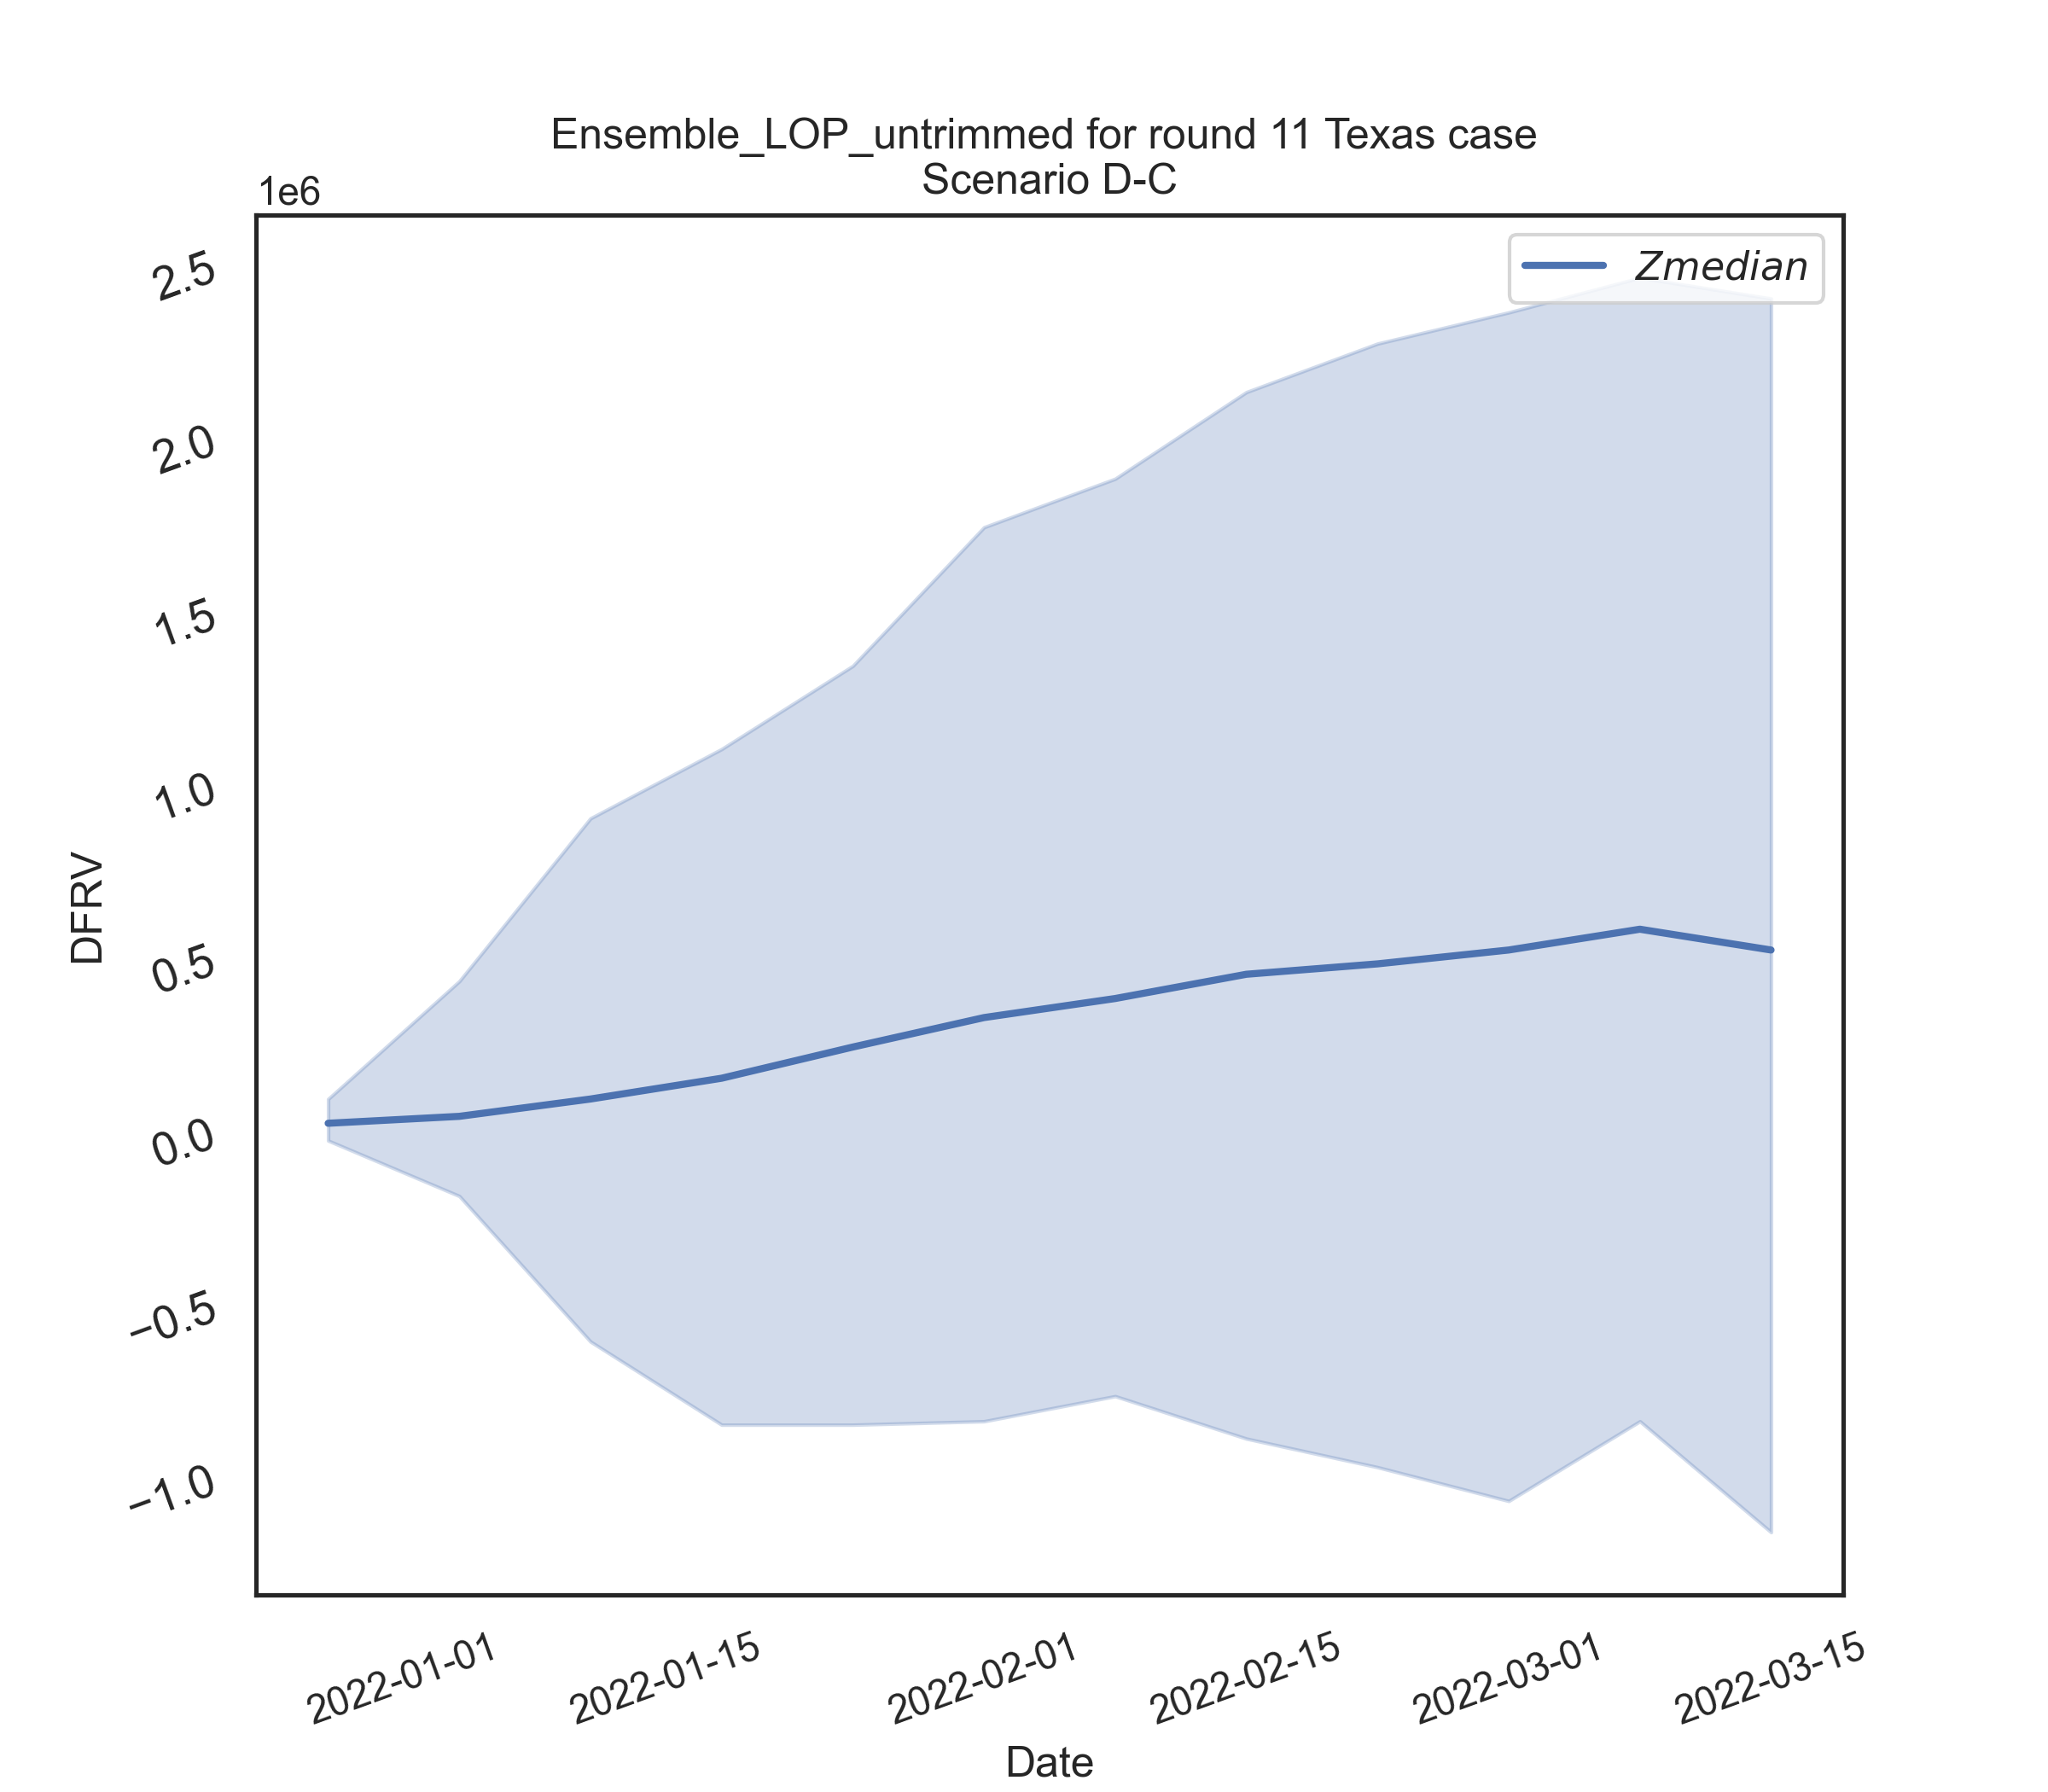 Ensemble_LOP_untrimmed for round 11 Texas case
Scenario D-C
1e6
Zmedian
2.5
2.0
1.5
1.0
0.5
0.0
−0.5
−1.0
DFRV
2022-01-01
2022-01-15
2022-02-01
2022-02-15
2022-03-01
2022-03-15
Date